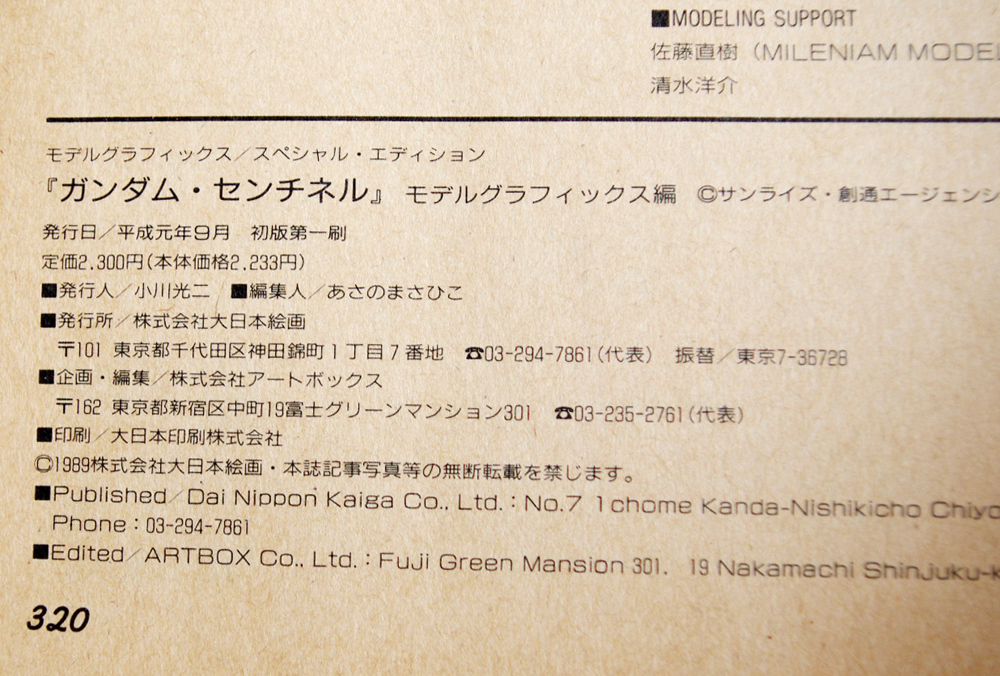 ■MODELING SUPPORT
佐藤直樹（MILENIAM MODE
清水洋介
モデルグラフィックス／スペシャル・エディション
『ガンダム・センチネル』 モデルグラフィックス編 Ⓒサンライズ・創通エージェンシ
発行日／平成元年9月 初版第一刷
定価2,300円（本体価格2,233円）
■発行人／小川光二 ■編集人／あさのまさひこ
■発行所／株式会社大日本絵画
〒101 東京都千代田区神田錦町1丁目7番地 ☎03-294-7861（代表） 振替／東京7-36728
■企画・編集／株式会社アートボックス
〒162 東京都新宿区中町19富士グリーンマンション301 ☎03-235-2761（代表）
■印刷／大日本印刷株式会社
Ⓒ1989株式会社大日本絵画・本誌記事写真等の無断転載を禁じます。
■Published／Dai Nippon Kaiga Co., Ltd.：No.7 1chome Kanda-Nishikicho Chiyo
Phone：03-294-7861
■Edited／ARTBOX Co., Ltd.：Fuji Green Mansion 301. 19 Nakamachi Shinjuku-k
320